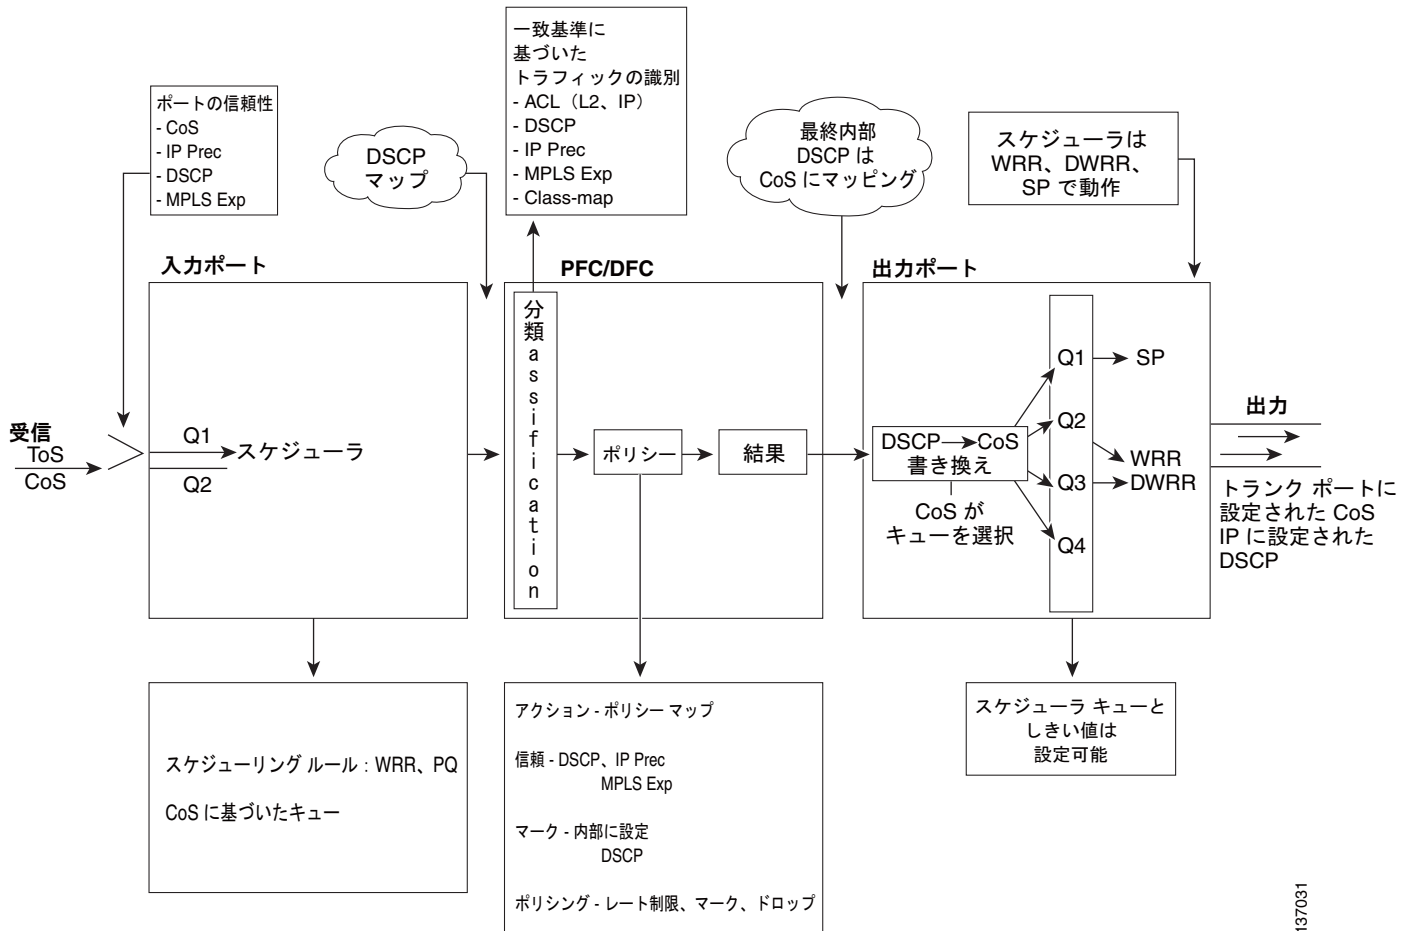 一致基準に
基づいた
トラフィックの識別
- ACL（L2、IP）
- DSCP
- IP Prec
- MPLS Exp
- Class-map
ポートの信頼性
- CoS
- IP Prec
- DSCP
- MPLS Exp
DSCP
マップ
最終内部
DSCP は
CoS にマッピング
スケジューラは
WRR、DWRR、
SP で動作
入力ポート
PFC/DFC
出力ポート
受信
ToS
CoS
Q1
Q2
スケジューラ
分類assification
ポリシー
結果
DSCP CoS
書き換え
CoS が
キューを選択
Q1
Q2
Q3
Q4
SP
WRR
DWRR
出力
トランク ポートに
設定された CoS
IP に設定された
DSCP
スケジューリング ルール : WRR、PQ
CoS に基づいたキュー
アクション - ポリシー マップ
信頼 - DSCP、IP Prec
MPLS Exp
マーク - 内部に設定
DSCP
ポリシング - レート制限、マーク、ドロップ
スケジューラ キューと
しきい値は
設定可能
137031